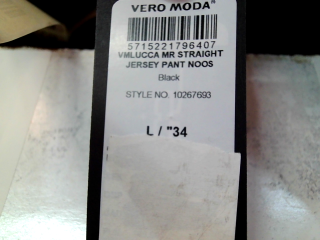 VERO MODA®
5715221796407
VMLUCCA MR STRAIGHT
JERSEY PANT NOOS
Black
STYLE NO. 10267693
L / "34